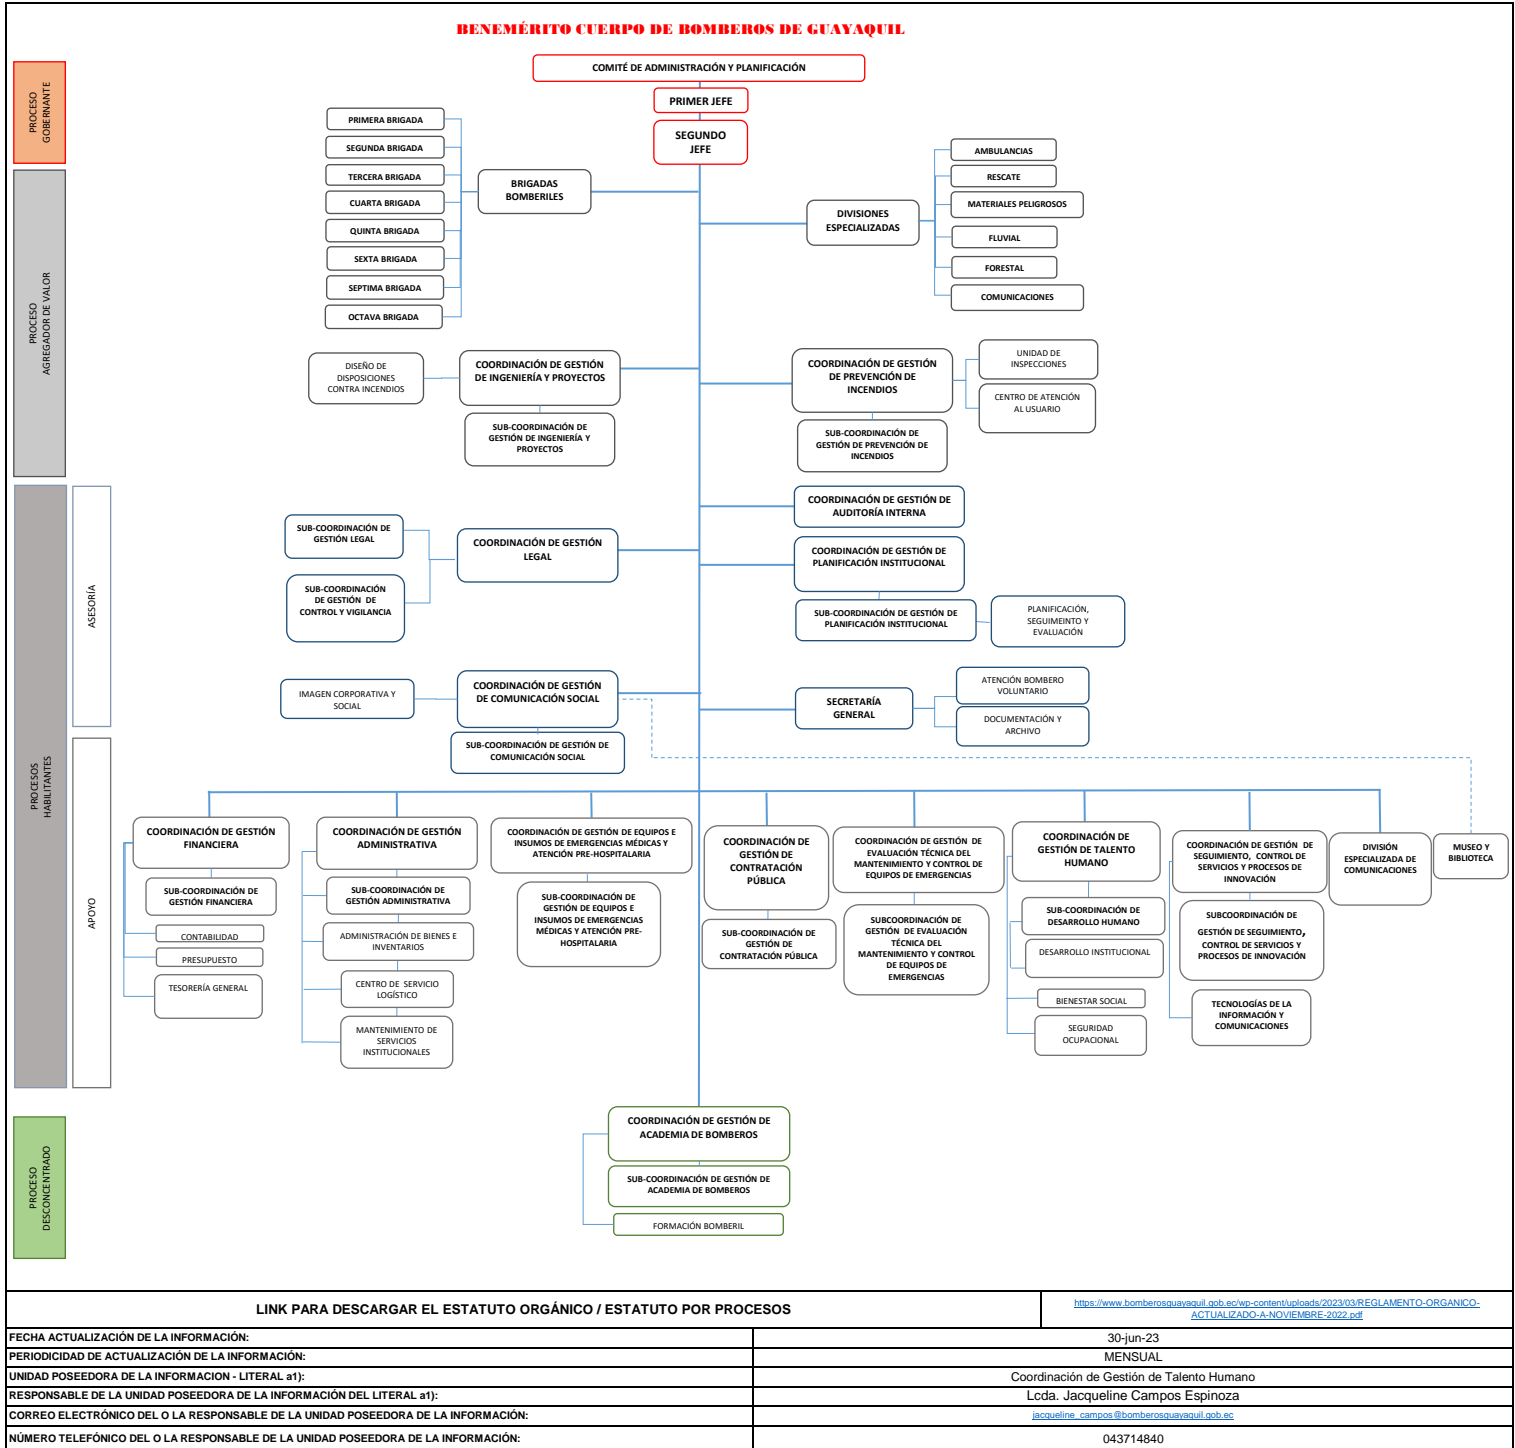 BENEMÉRITO CUERPO DE BOMBEROS DE GUAYAQUIL
COMITÉ DE ADMINISTRACIÓN Y PLANIFICACIÓN
PRIMER JEFE
SEGUNDO
JEFE
PROCESO
GOBERNANTE
PRIMERA BRIGADA
SEGUNDA BRIGADA
TERCERA BRIGADA
CUARTA BRIGADA
QUINTA BRIGADA
SEXTA BRIGADA
SEPTIMA BRIGADA
OCTAVA BRIGADA
BRIGADAS
BOMBERILES
DIVISIONES
ESPECIALIZADAS
AMBULANCIAS
RESCATE
MATERIALES PELIGROSOS
FLUVIAL
FORESTAL
COMUNICACIONES
PROCESO
AGREGADOR DE VALOR
DISEÑO DE
DISPOSICIONES
CONTRA INCENDIOS
COORDINACIÓN DE GESTIÓN
DE INGENIERÍA Y PROYECTOS
SUB-COORDINACIÓN DE
GESTIÓN DE INGENIERÍA Y
PROYECTOS
COORDINACIÓN DE GESTIÓN
DE PREVENCIÓN DE
INCENDIOS
SUB-COORDINACIÓN DE
GESTIÓN DE PREVENCIÓN DE
INCENDIOS
UNIDAD DE
INSPECCIONES
CENTRO DE ATENCIÓN
AL USUARIO
PROCESOS
HABILITANTES
ASESORÍA
SUB-COORDINACIÓN DE
GESTIÓN LEGAL
SUB-COORDINACIÓN
DE GESTIÓN DE
CONTROL Y VIGILANCIA
COORDINACIÓN DE GESTIÓN
LEGAL
COORDINACIÓN DE GESTIÓN DE
AUDITORÍA INTERNA
COORDINACIÓN DE GESTIÓN DE
PLANIFICACIÓN INSTITUCIONAL
SUB-COORDINACIÓN DE GESTIÓN DE
PLANIFICACIÓN INSTITUCIONAL
PLANIFICACIÓN,
SEGUIMEINTO Y
EVALUACIÓN
IMAGEN CORPORATIVA Y
SOCIAL
COORDINACIÓN DE GESTIÓN
DE COMUNICACIÓN SOCIAL
SUB-COORDINACIÓN DE GESTIÓN DE
COMUNICACIÓN SOCIAL
SECRETARÍA
GENERAL
ATENCIÓN BOMBERO
VOLUNTARIO
DOCUMENTACIÓN Y
ARCHIVO
APOYO
COORDINACIÓN DE GESTIÓN
FINANCIERA
SUB-COORDINACIÓN DE
GESTIÓN FINANCIERA
CONTABILIDAD
PRESUPUESTO
TESORERÍA GENERAL
COORDINACIÓN DE GESTIÓN
ADMINISTRATIVA
SUB-COORDINACIÓN DE
GESTIÓN ADMINISTRATIVA
ADMINISTRACIÓN DE BIENES E
INVENTARIOS
CENTRO DE SERVICIO
LOGÍSTICO
MANTENIMIENTO DE
SERVICIOS
INSTITUCIONALES
COORDINACIÓN DE GESTIÓN DE EQUIPOS E
INSUMOS DE EMERGENCIAS MÉDICAS Y
ATENCIÓN PRE-HOSPITALARIA
SUB-COORDINACIÓN DE
GESTIÓN DE EQUIPOS E
INSUMOS DE EMERGENCIAS
MÉDICAS Y ATENCIÓN PRE-
HOSPITALARIA
COORDINACIÓN DE
GESTIÓN DE
CONTRATACIÓN
PÚBLICA
SUB-COORDINACIÓN DE
GESTIÓN DE
CONTRATACIÓN PÚBLICA
COORDINACIÓN DE GESTIÓN DE
EVALUACIÓN TÉCNICA DEL
MANTENIMIENTO Y CONTROL DE
EQUIPOS DE EMERGENCIAS
SUBCOORDINACIÓN DE
GESTIÓN DE EVALUACIÓN
TÉCNICA DEL
MANTENIMIENTO Y CONTROL
DE EQUIPOS DE
EMERGENCIAS
COORDINACIÓN DE
GESTIÓN DE TALENTO
HUMANO
SUB-COORDINACIÓN DE
DESARROLLO HUMANO
DESARROLLO INSTITUCIONAL
BIENESTAR SOCIAL
SEGURIDAD
OCUPACIONAL
COORDINACIÓN DE GESTIÓN DE
SEGUIMIENTO, CONTROL DE
SERVICIOS Y PROCESOS DE
INNOVACIÓN
SUBCOORDINACIÓN DE
GESTIÓN DE SEGUIMIENTO,
CONTROL DE SERVICIOS Y
PROCESOS DE INNOVACIÓN
TECNOLOGÍAS DE LA
INFORMACIÓN Y
COMUNICACIONES
DIVISIÓN
ESPECIALIZADA DE
COMUNICACIONES
MUSEO Y
BIBLIOTECA
PROCESO
DESCONCENTRADO
COORDINACIÓN DE GESTIÓN DE
ACADEMIA DE BOMBEROS
SUB-COORDINACIÓN DE GESTIÓN DE
ACADEMIA DE BOMBEROS
FORMACIÓN BOMBERIL
LINK PARA DESCARGAR EL ESTATUTO ORGÁNICO / ESTATUTO POR PROCESOS
https://www.bomberosguayaquil.gob.ec/wp-content/uploads/2023/03/REGLAMENTO-ORGANICO-
ACTUALIZADO-A-NOVIEMBRE-2022.pdf
FECHA ACTUALIZACIÓN DE LA INFORMACIÓN: 30-jun-23
PERIODICIDAD DE ACTUALIZACIÓN DE LA INFORMACIÓN: MENSUAL
UNIDAD POSEEDORA DE LA INFORMACION - LITERAL a1): Coordinación de Gestión de Talento Humano
RESPONSABLE DE LA UNIDAD POSEEDORA DE LA INFORMACIÓN DEL LITERAL a1): Lcda. Jacqueline Campos Espinoza
CORREO ELECTRÓNICO DEL O LA RESPONSABLE DE LA UNIDAD POSEEDORA DE LA INFORMACIÓN: jacqueline_campos@bomberosguayaquil.gob.ec
NÚMERO TELEFÓNICO DEL O LA RESPONSABLE DE LA UNIDAD POSEEDORA DE LA INFORMACIÓN: 043714840